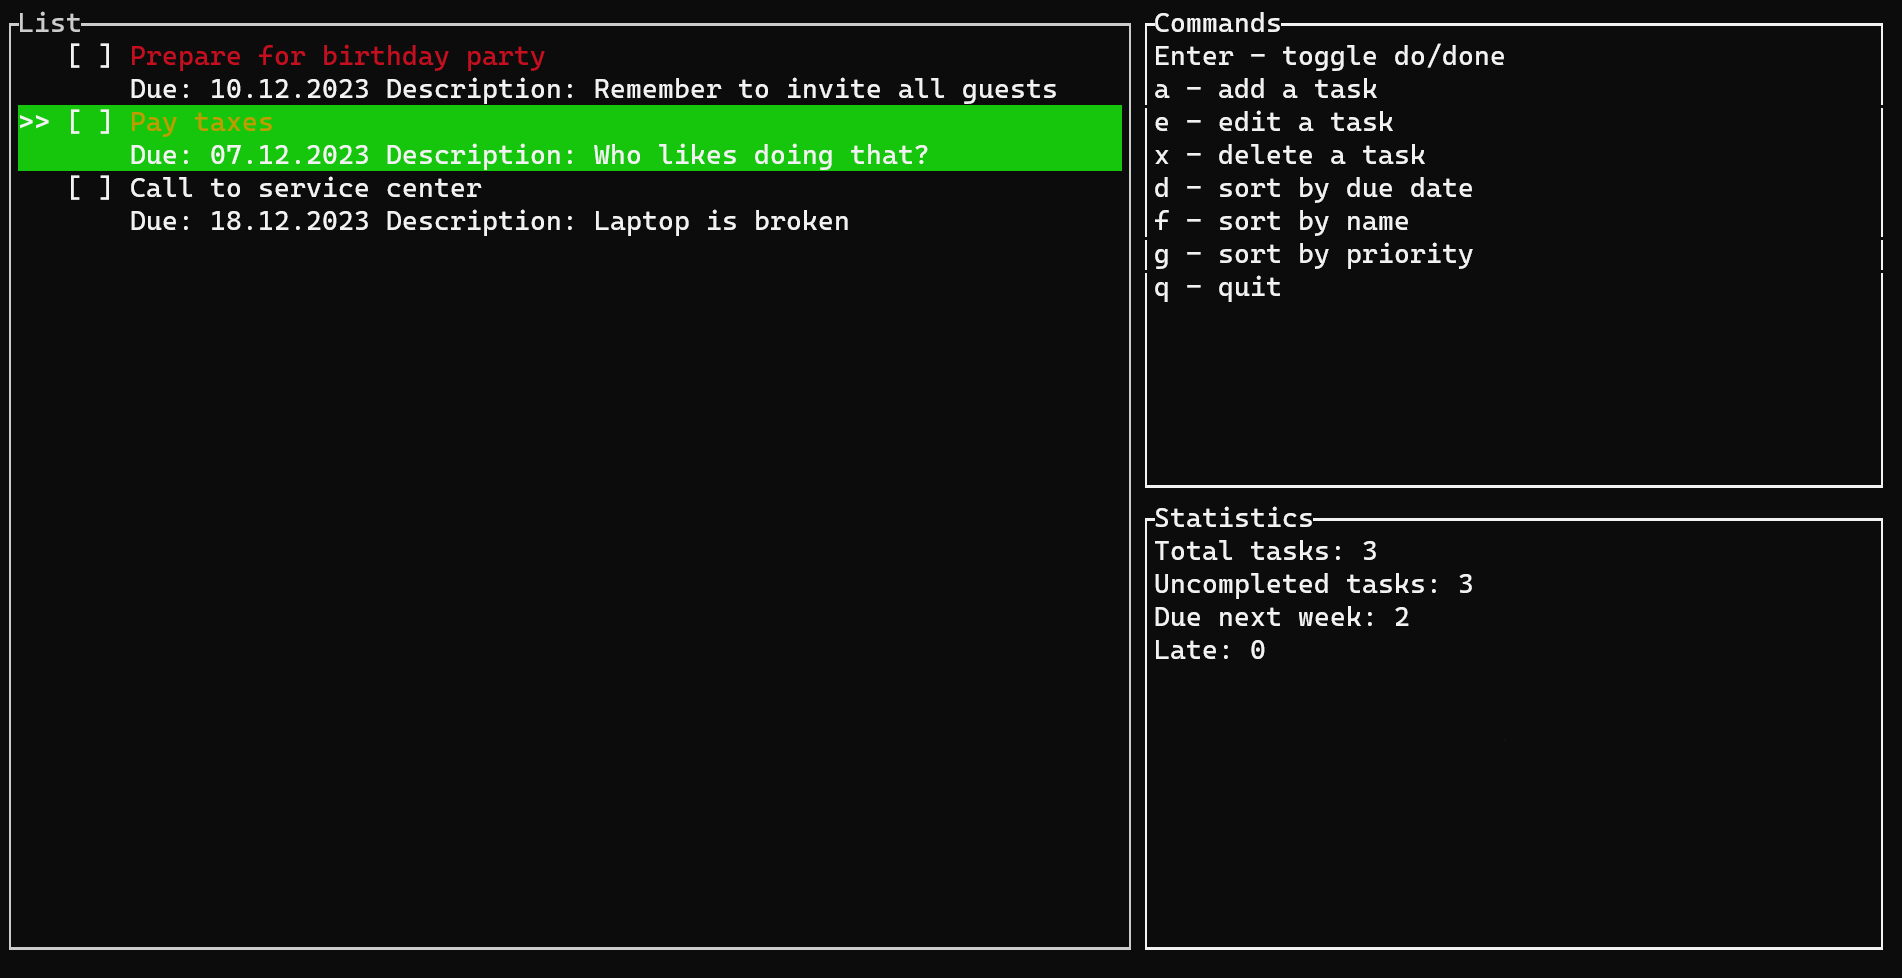 List
[ ] Prepare for birthday party
Due: 10.12.2023 Description: Remember to invite all guests
>> [ ] Pay taxes
Due: 07.12.2023 Description: Who likes doing that?
[ ] Call to service center
Due: 18.12.2023 Description: Laptop is broken
Commands
Enter - toggle do/done
a - add a task
e - edit a task
x - delete a task
d - sort by due date
f - sort by name
g - sort by priority
q - quit
Statistics
Total tasks: 3
Uncompleted tasks: 3
Due next week: 2
Late: 0